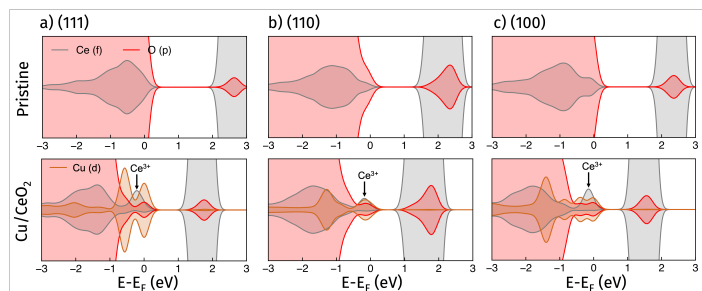 a) (111)
b) (110)
c) (100)
Pristine
Ce (f)
O (p)
−3 −2 −1 0 1 2 3
−3 −2 −1 0 1 2 3
−3 −2 −1 0 1 2 3
Cu/CeO₂
Cu (d)
Ce³⁺
Ce³⁺
Ce³⁺
−3 −2 −1 0 1 2 3
−3 −2 −1 0 1 2 3
−3 −2 −1 0 1 2 3
E-E_F (eV)
E-E_F (eV)
E-E_F (eV)